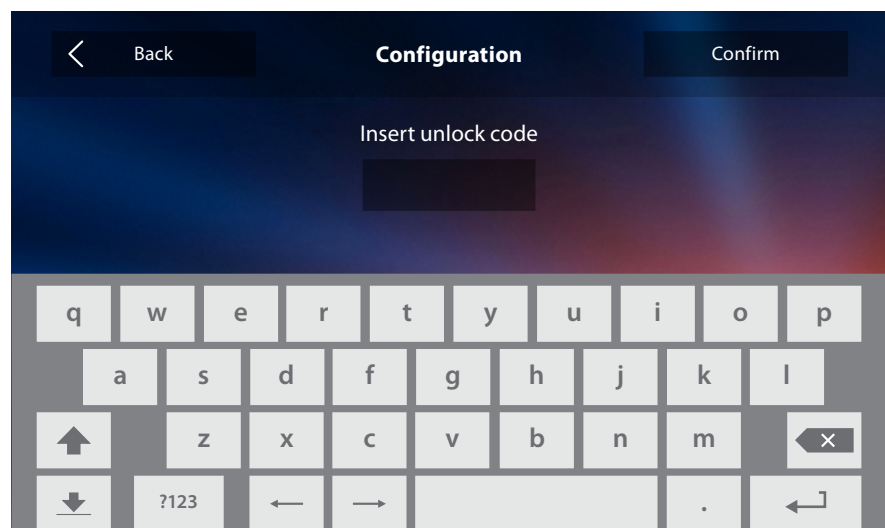 Back Configuration Confirm
Insert unlock code
q w e r t y u i o p
a s d f g h j k l
z x c v b n m
?123 .